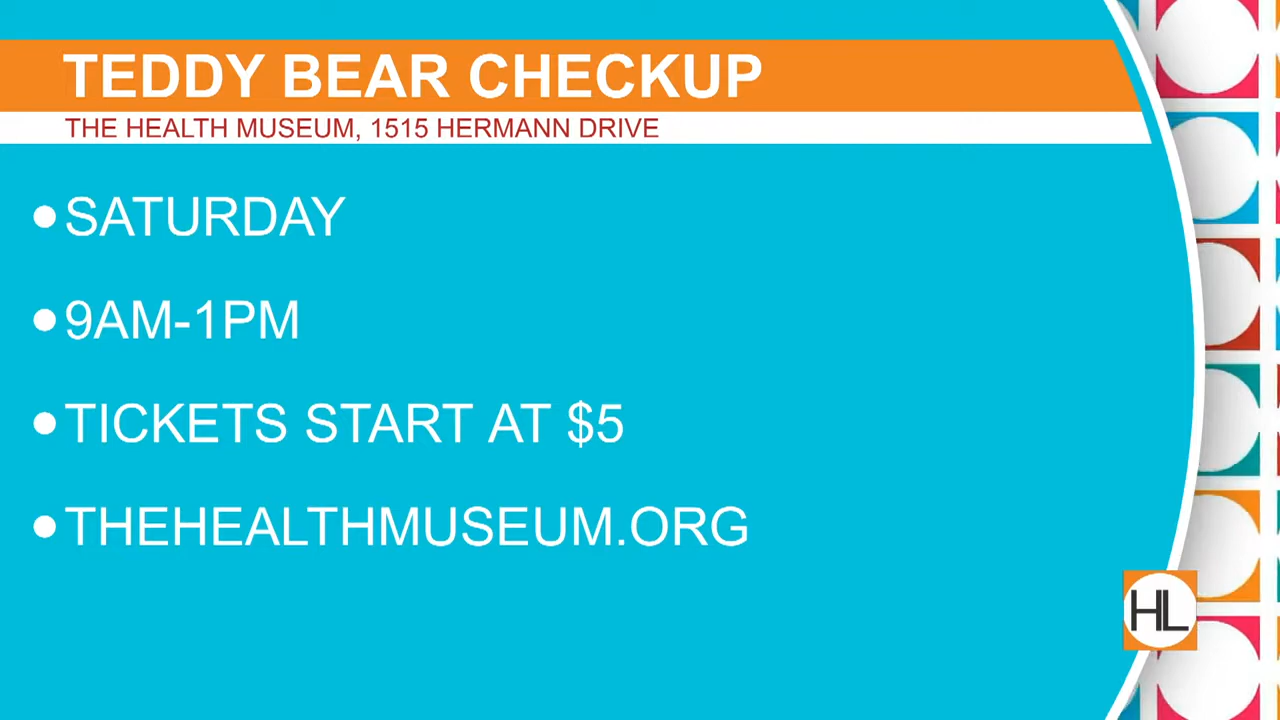 TEDDY BEAR CHECKUP
THE HEALTH MUSEUM, 1515 HERMANN DRIVE
•SATURDAY
•9AM-1PM
•TICKETS START AT $5
•THEHEALTHMUSEUM.ORG
HL